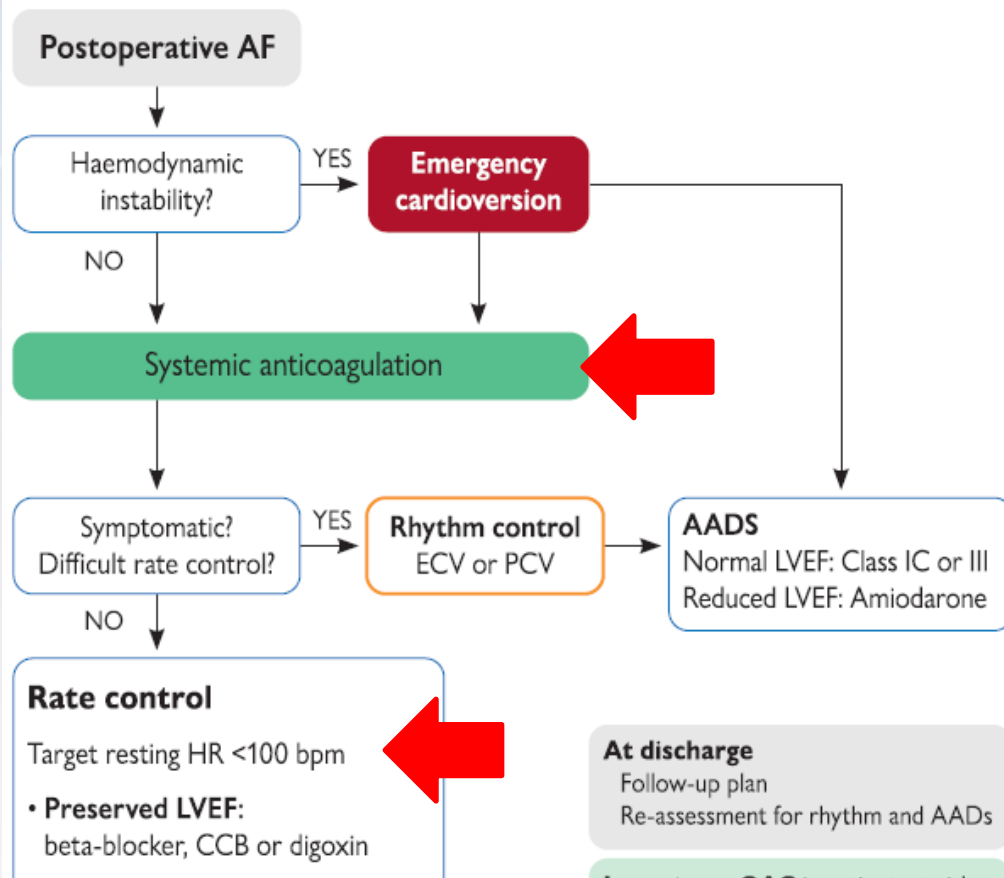 Postoperative AF
Haemodynamic
instability?
YES
Emergency
cardioversion
NO
Systemic anticoagulation
Symptomatic?
Difficult rate control?
YES
Rhythm control
ECV or PCV
AADS
Normal LVEF: Class IC or III
Reduced LVEF: Amiodarone
NO
Rate control
Target resting HR <100 bpm
• Preserved LVEF:
beta-blocker, CCB or digoxin
At discharge
Follow-up plan
Re-assessment for rhythm and AADs